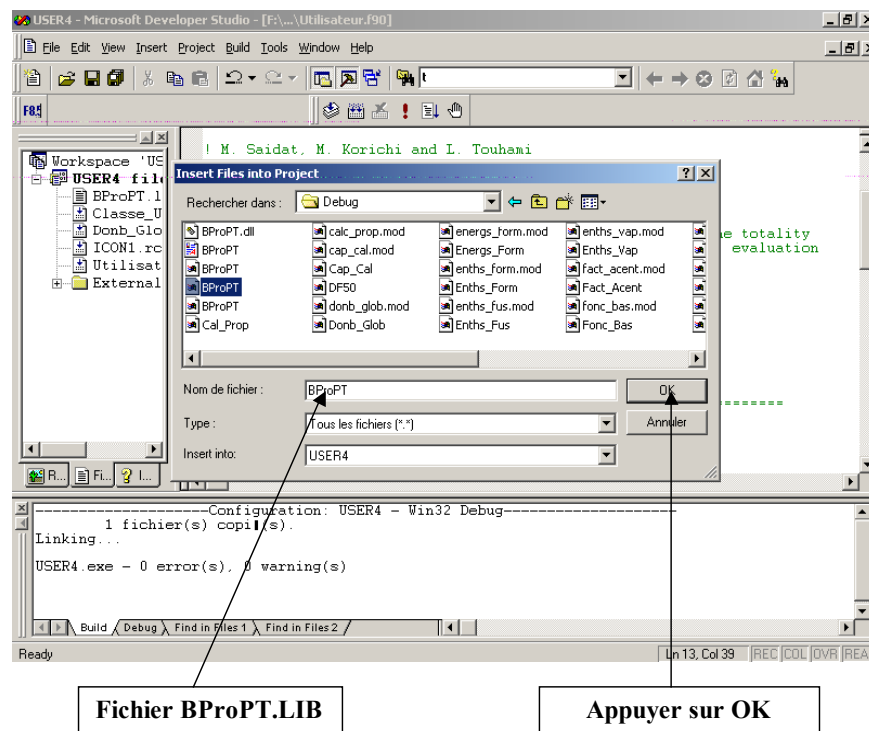 USER4 - Microsoft Developer Studio - [F:\...\Utilisateur.f90]
File Edit View Insert Project Build Tools Window Help
t
F8.
! M. Saidat, M. Korichi and L. Touhami
Workspace 'US
USER4 file
BProPT.l
Classe_U
Donb_Glo
ICON1.rc
Utilisat
External
Insert Files into Project
Rechercher dans :
Debug
BProPT.dll
BProPT
BProPT
BProPT
BProPT
Cal_Prop
calc_prop.mod
cap_cal.mod
Cap_Cal
DF50
donb_glob.mod
Donb_Glob
energs_form.mod
Energs_Form
enths_form.mod
Enths_Form
enths_fus.mod
Enths_Fus
enths_vap.mod
Enths_Vap
fact_acent.mod
Fact_Acent
fonc_bas.mod
Fonc_Bas
e totality
evaluation
Nom de fichier :
BProPT
OK
Type :
Tous les fichiers (*.*)
Annuler
========
Insert into:
USER4
R... Fi... I...
--------------------Configuration: USER4 - Win32 Debug--------------------
1 fichier(s) copi(s).
Linking...
USER4.exe - 0 error(s), 0 warning(s)
Build Debug Find in Files 1 Find in Files 2
Ready
Ln 13, Col 39 REC COL OVR REA
Fichier BProPT.LIB
Appuyer sur OK